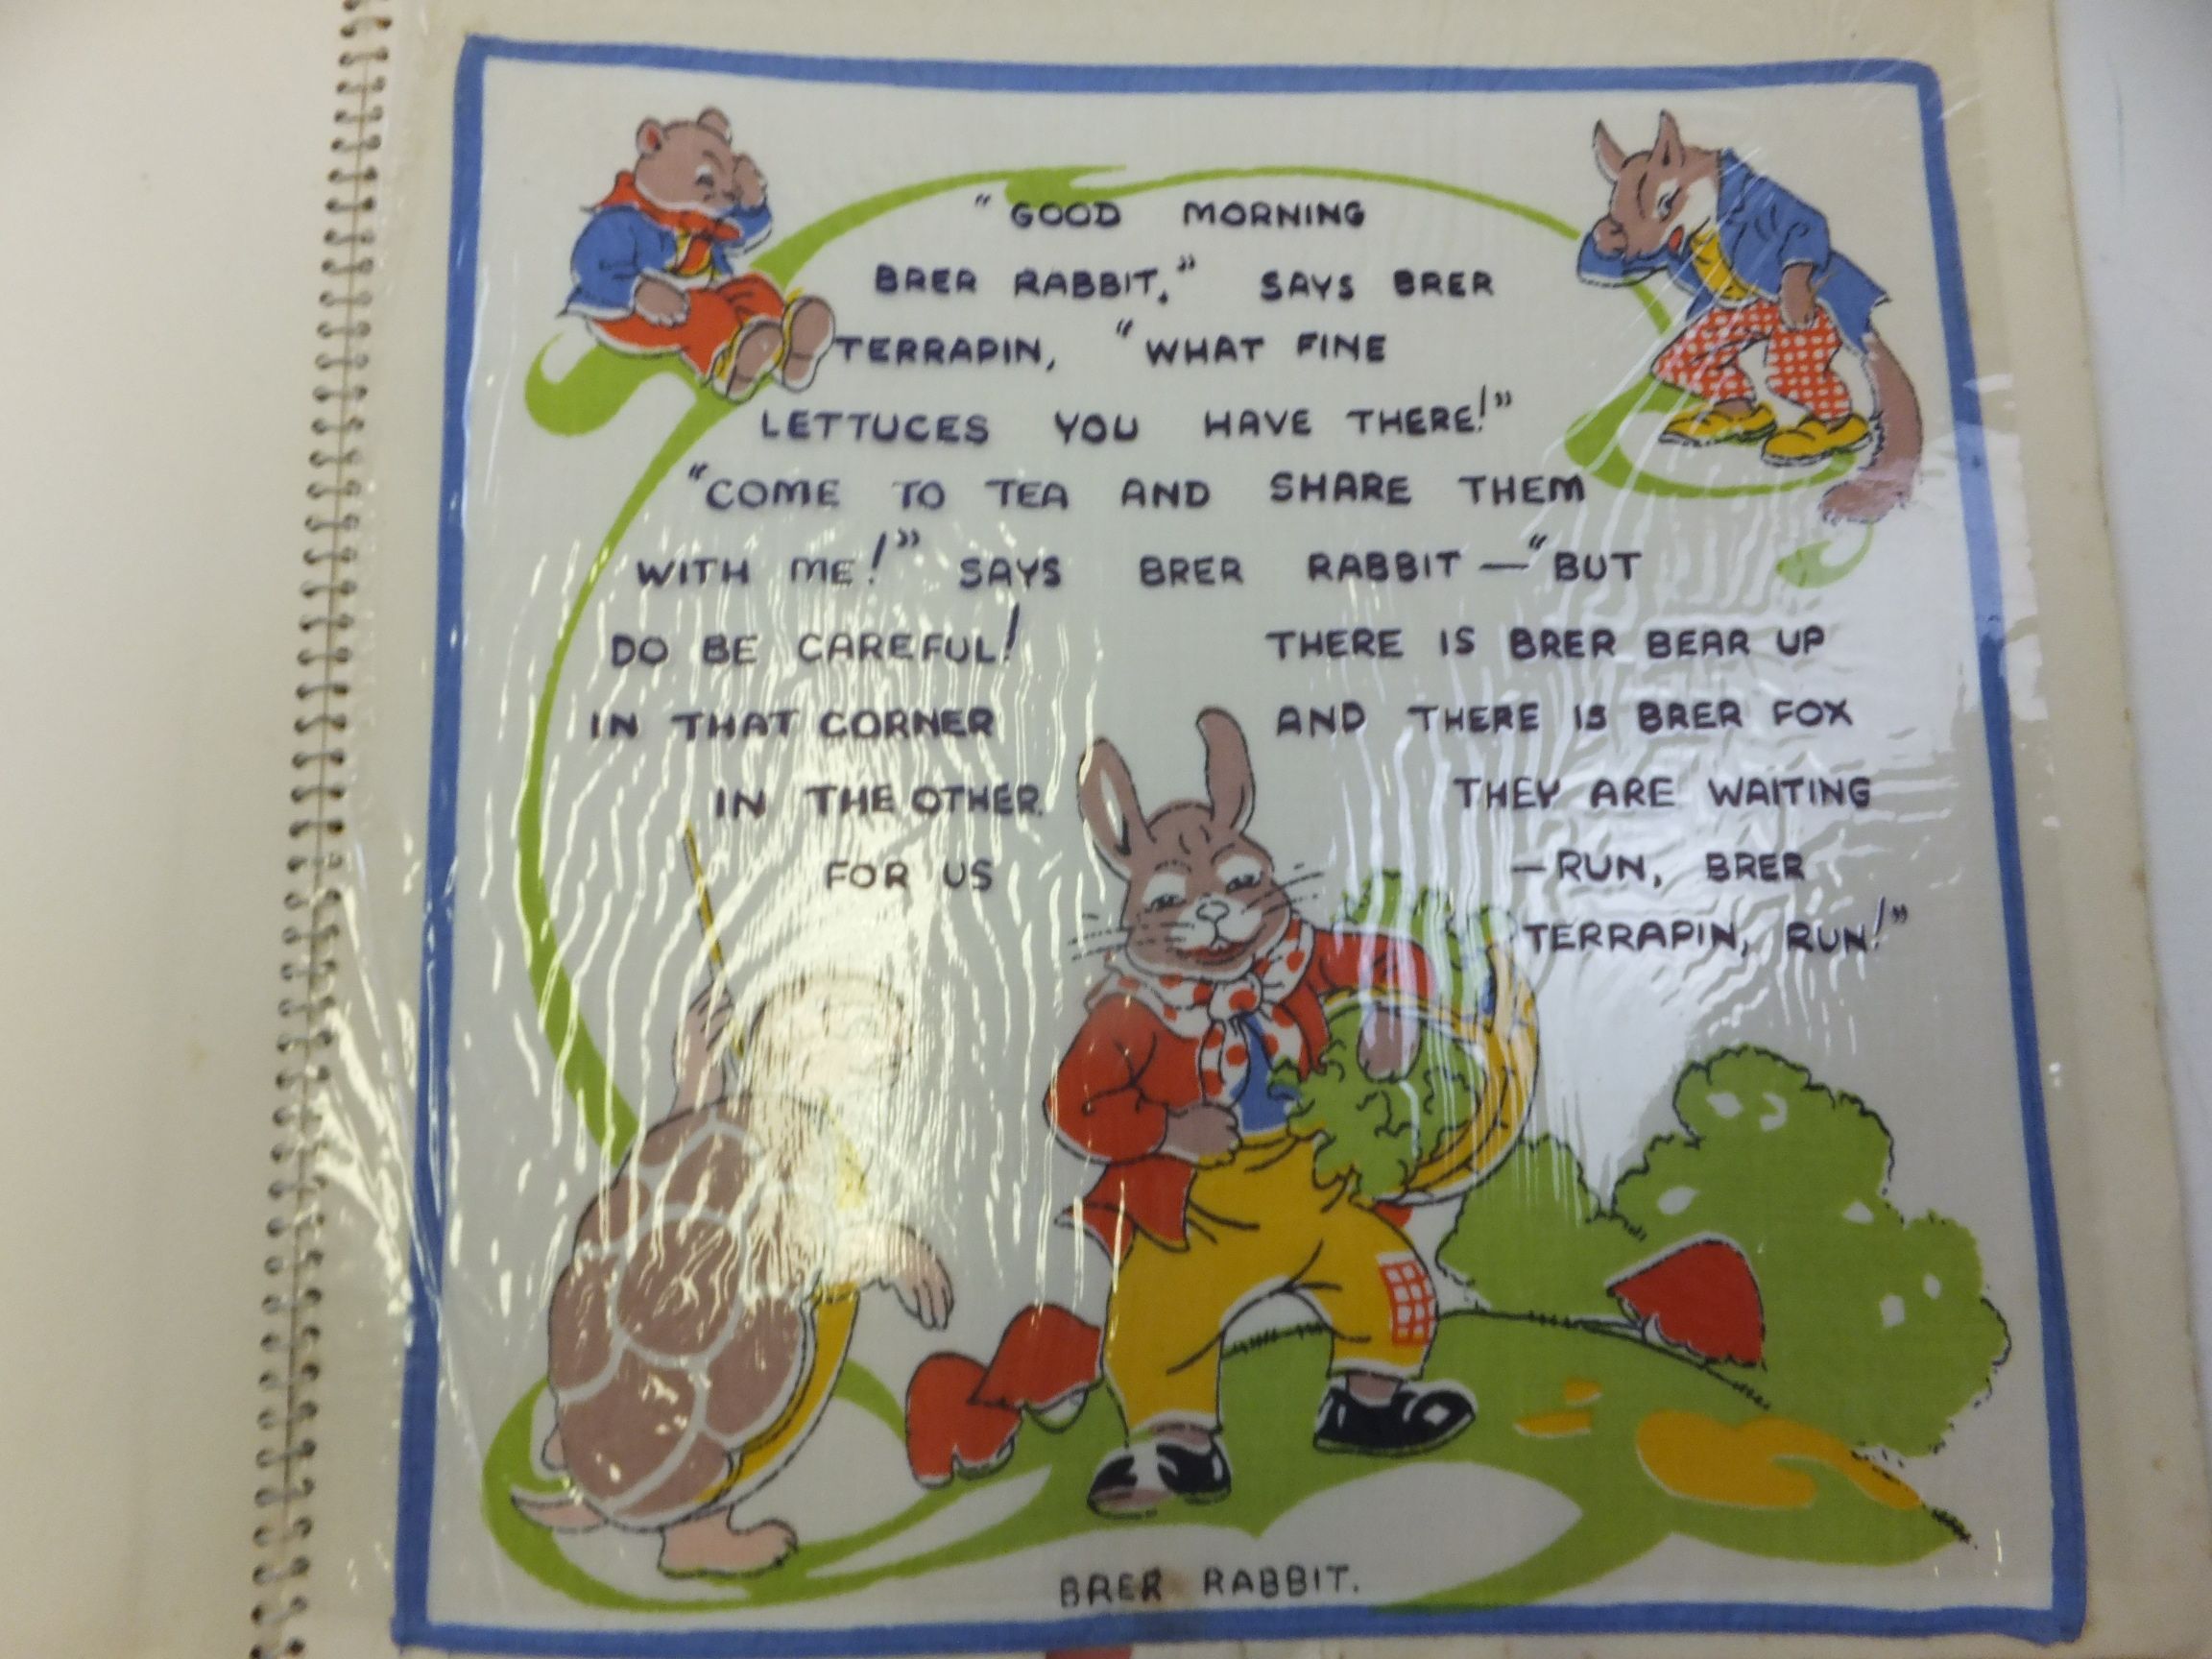 "GOOD MORNING
BRER RABBIT," SAYS BRER
TERRAPIN, "WHAT FINE
LETTUCES YOU HAVE THERE!"
"COME TO TEA AND SHARE THEM
WITH ME!" SAYS BRER RABBIT — "BUT
DO BE CAREFUL! THERE IS BRER BEAR UP
IN THAT CORNER AND THERE IS BRER FOX
IN THE OTHER. THEY ARE WAITING
FOR US — RUN, BRER
TERRAPIN, RUN!"
BRER RABBIT.